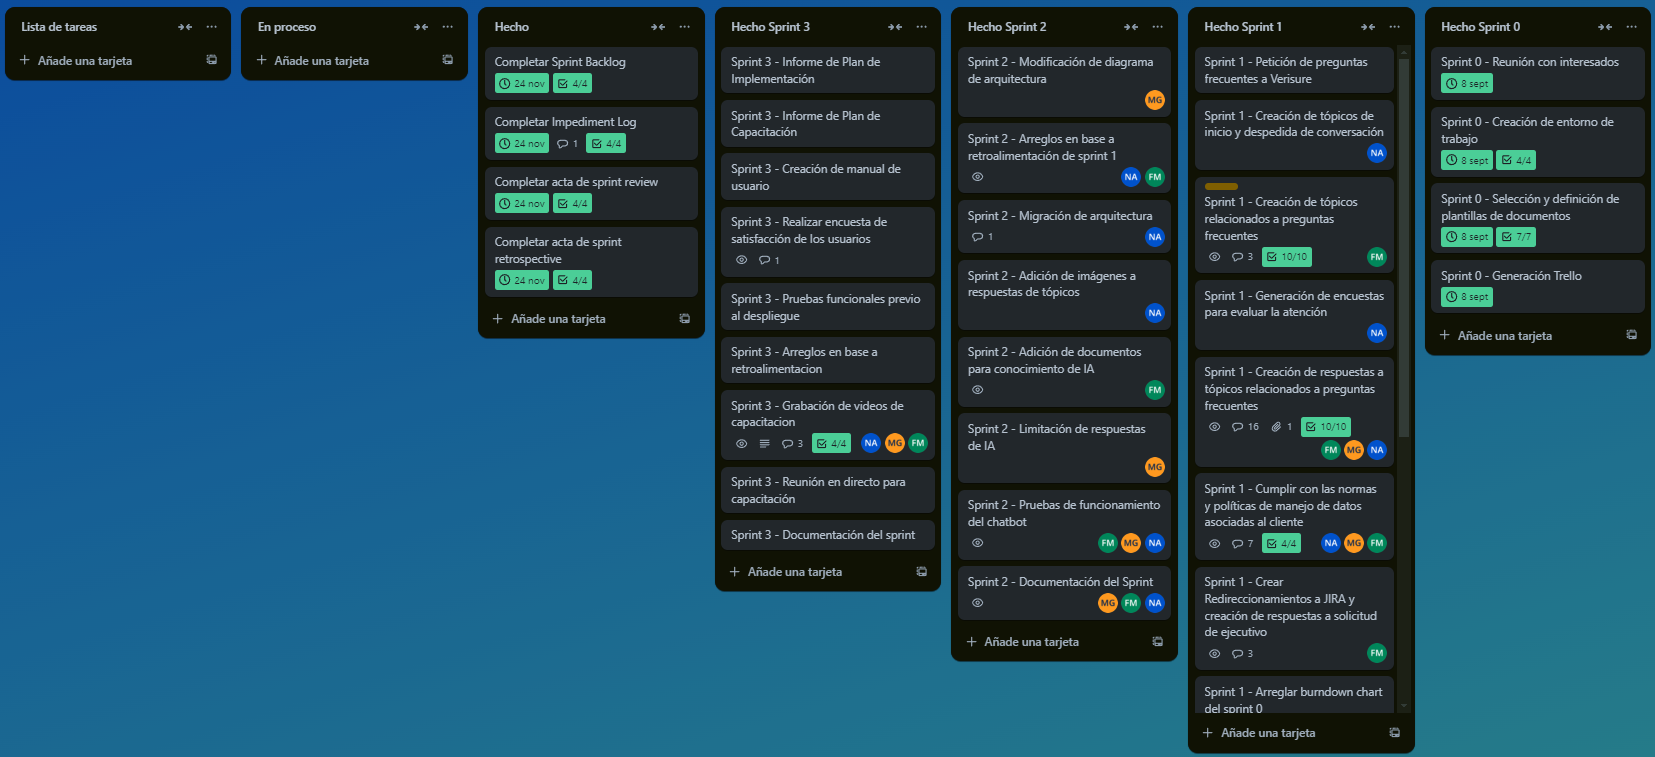 Lista de tareas
Añade una tarjeta
En proceso
Añade una tarjeta
Hecho
Completar Sprint Backlog
24 nov
4/4
Completar Impediment Log
24 nov
1
4/4
Completar acta de sprint review
24 nov
4/4
Completar acta de sprint
retrospective
24 nov
4/4
Añade una tarjeta
Hecho Sprint 3
Sprint 3 - Informe de Plan de
Implementación
Sprint 3 - Informe de Plan de
Capacitación
Sprint 3 - Creación de manual de
usuario
Sprint 3 - Realizar encuesta de
satisfacción de los usuarios
1
Sprint 3 - Pruebas funcionales previo
al despliegue
Sprint 3 - Arreglos en base a
retroalimentacion
Sprint 3 - Grabación de videos de
capacitacion
3
4/4
NA
MG
FM
Sprint 3 - Reunión en directo para
capacitación
Sprint 3 - Documentación del sprint
Añade una tarjeta
Hecho Sprint 2
Sprint 2 - Modificación de diagrama
de arquitectura
MG
Sprint 2 - Arreglos en base a
retroalimentación de sprint 1
NA
FM
Sprint 2 - Migración de arquitectura
1
NA
Sprint 2 - Adición de imágenes a
respuestas de tópicos
NA
Sprint 2 - Adición de documentos
para conocimiento de IA
FM
Sprint 2 - Limitación de respuestas
de IA
MG
Sprint 2 - Pruebas de funcionamiento
del chatbot
FM
MG
NA
Sprint 2 - Documentación del Sprint
MG
FM
NA
Añade una tarjeta
Hecho Sprint 1
Sprint 1 - Petición de preguntas
frecuentes a Verisure
Sprint 1 - Creación de tópicos de
inicio y despedida de conversación
NA
Sprint 1 - Creación de tópicos
relacionados a preguntas
frecuentes
3
10/10
FM
Sprint 1 - Generación de encuestas
para evaluar la atención
NA
Sprint 1 - Creación de respuestas a
tópicos relacionados a preguntas
frecuentes
16
1
10/10
FM
MG
NA
Sprint 1 - Cumplir con las normas
y políticas de manejo de datos
asociadas al cliente
7
4/4
NA
MG
FM
Sprint 1 - Crear
Redireccionamientos a JIRA y
creación de respuestas a solicitud
de ejecutivo
3
FM
Sprint 1 - Arreglar burndown chart
del sprint 0
Añade una tarjeta
Hecho Sprint 0
Sprint 0 - Reunión con interesados
8 sept
Sprint 0 - Creación de entorno de
trabajo
8 sept
4/4
Sprint 0 - Selección y definición de
plantillas de documentos
8 sept
7/7
Sprint 0 - Generación Trello
8 sept
Añade una tarjeta